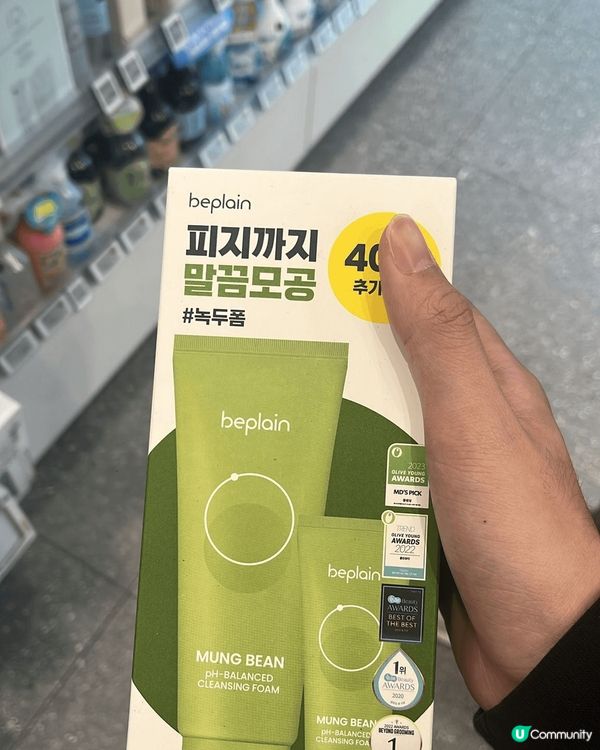 beplain
피지까지
말끔모공
#녹두폼
40
추가
beplain
MUNG BEAN
pH-BALANCED
CLEANSING FOAM
beplain
MUNG BEAN
pH-BALANCED
CLEANSING FOAM
2023
OLIVE YOUNG
AWARDS
MD'S PICK
TREND
OLIVE YOUNG
AWARDS
2022
Beauty
AWARDS
BEST OF
THE BEST
1위
Beauty
AWARDS
2020
2022 AWARDS
BEYOND GROOMING
1
U Community